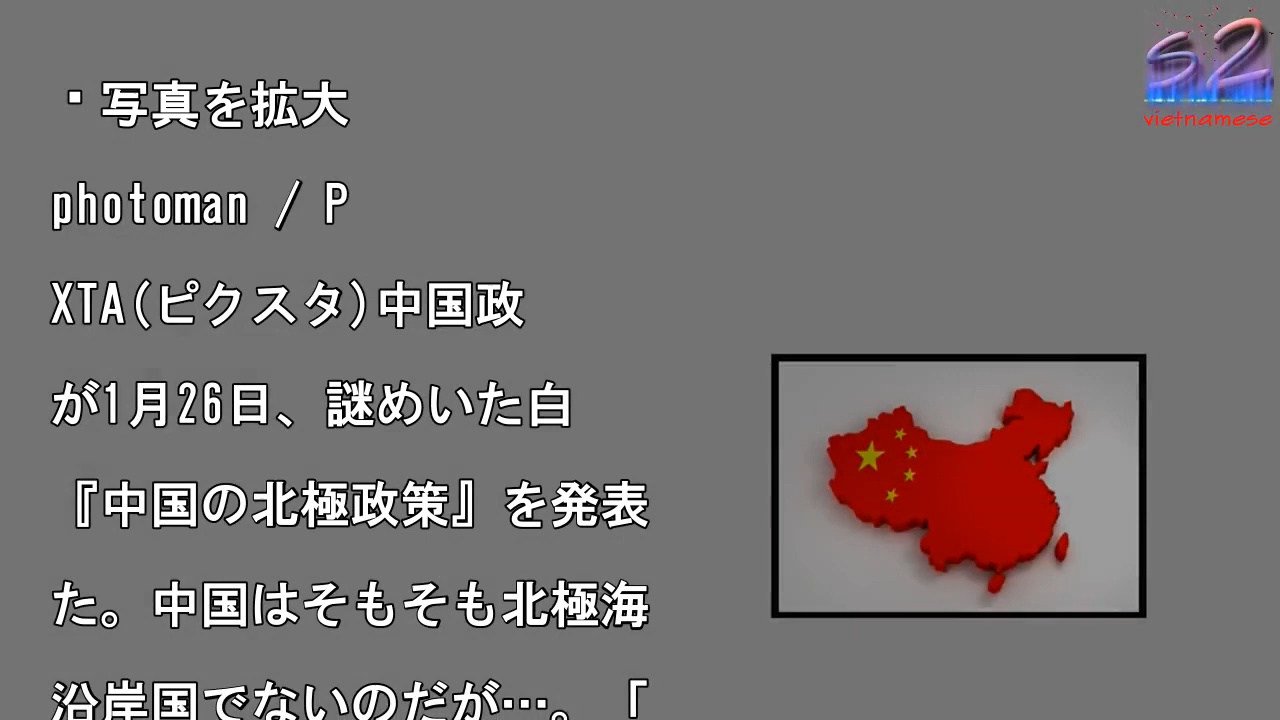 ▪写真を拡大
photoman / P
XTA(ピクスタ)中国政
が1月26日、謎めいた白
『中国の北極政策』を発表
た。中国はそもそも北極海
沿岸国でないのだが…。「
S2
vietnamese